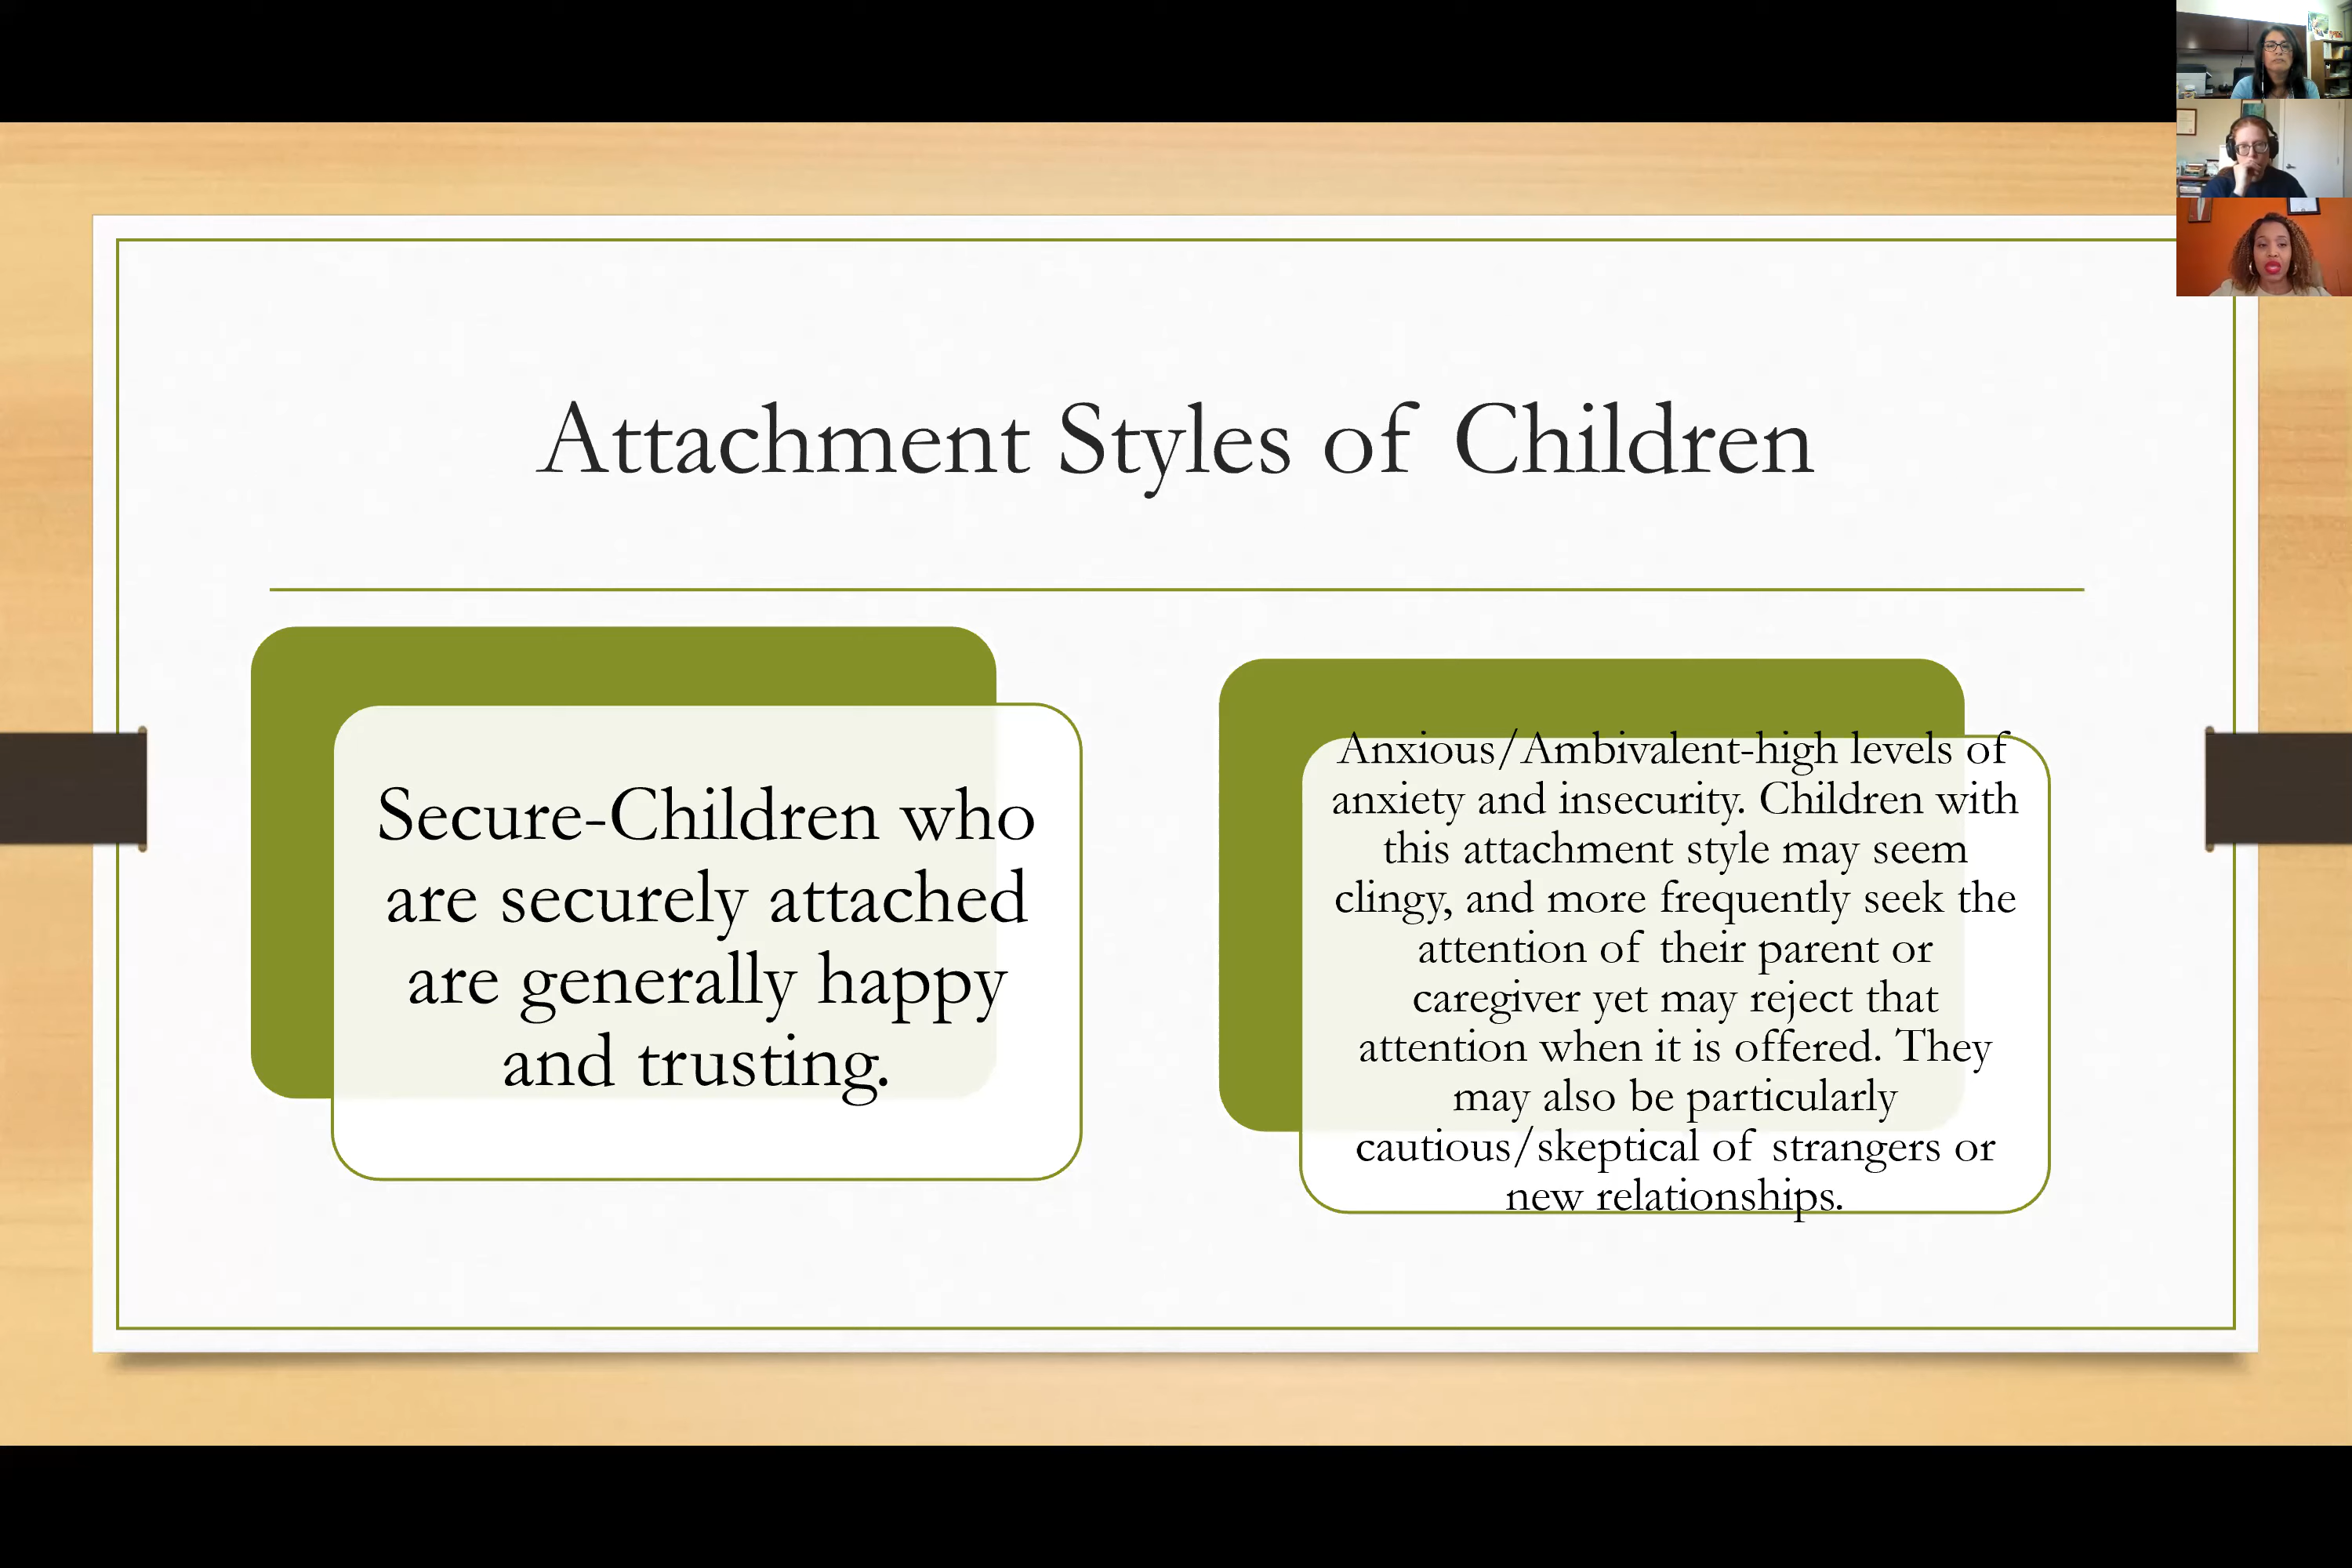 Attachment Styles of Children
Secure-Children who
are securely attached
are generally happy
and trusting.
Anxious/Ambivalent-high levels of
anxiety and insecurity. Children with
this attachment style may seem
clingy, and more frequently seek the
attention of their parent or
caregiver yet may reject that
attention when it is offered. They
may also be particularly
cautious/skeptical of strangers or
new relationships.